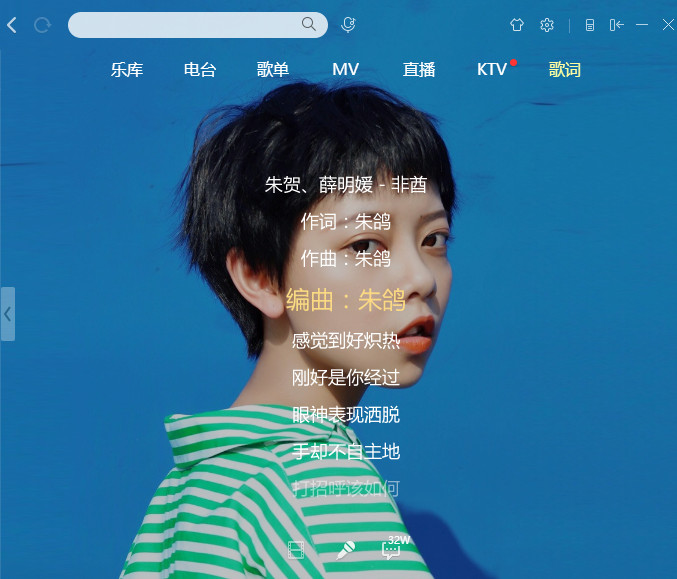 乐库 电台 歌单 MV 直播 KTV 歌词
朱贺、薛明媛 - 非酋
作词：朱鸽
作曲：朱鸽
编曲：朱鸽
感觉到好炽热
刚好是你经过
眼神表现洒脱
手却不自主地
打招呼该如何
32W